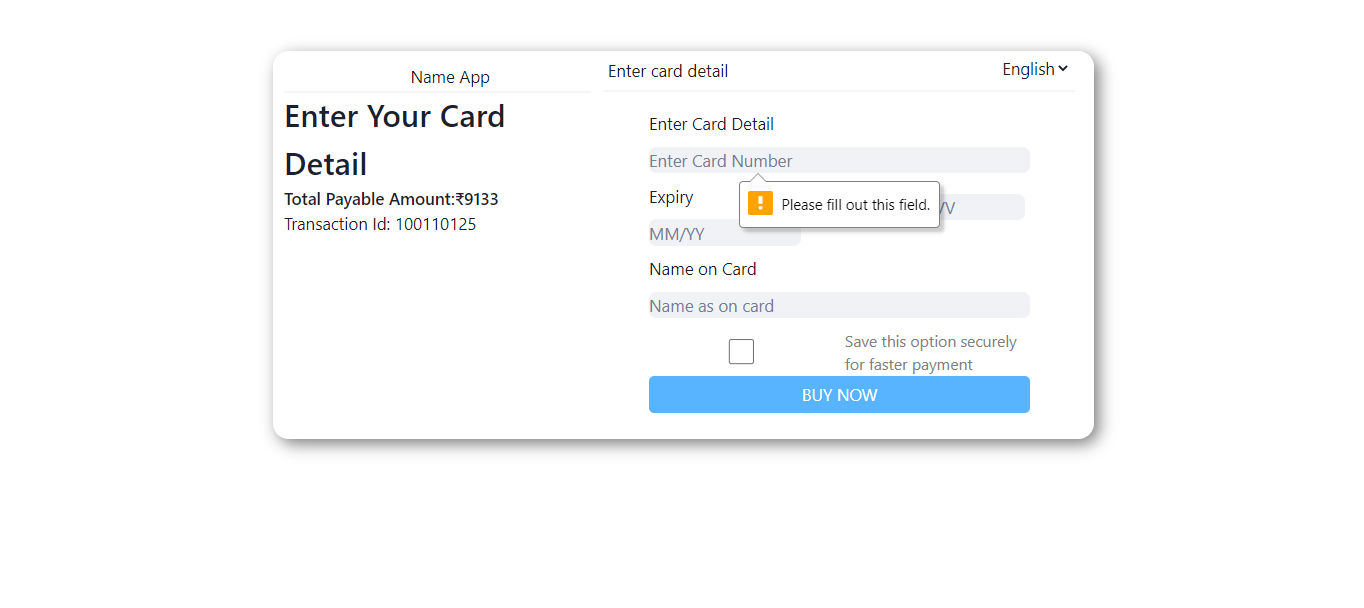 Name App
Enter Your Card
Detail
Total Payable Amount:₹9133
Transaction Id: 100110125
Enter card detail
English
Enter Card Detail
Enter Card Number
Please fill out this field.
Expiry
MM/YY
Name on Card
Name as on card
Save this option securely
for faster payment
BUY NOW